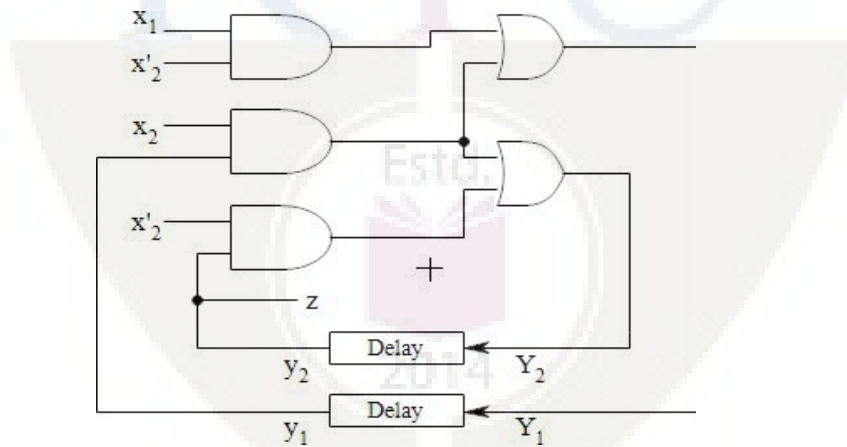 x₁
x'₂
x₂
x'₂
z
Delay
y₂
Y₂
Delay
y₁
Y₁
Estd.
2014